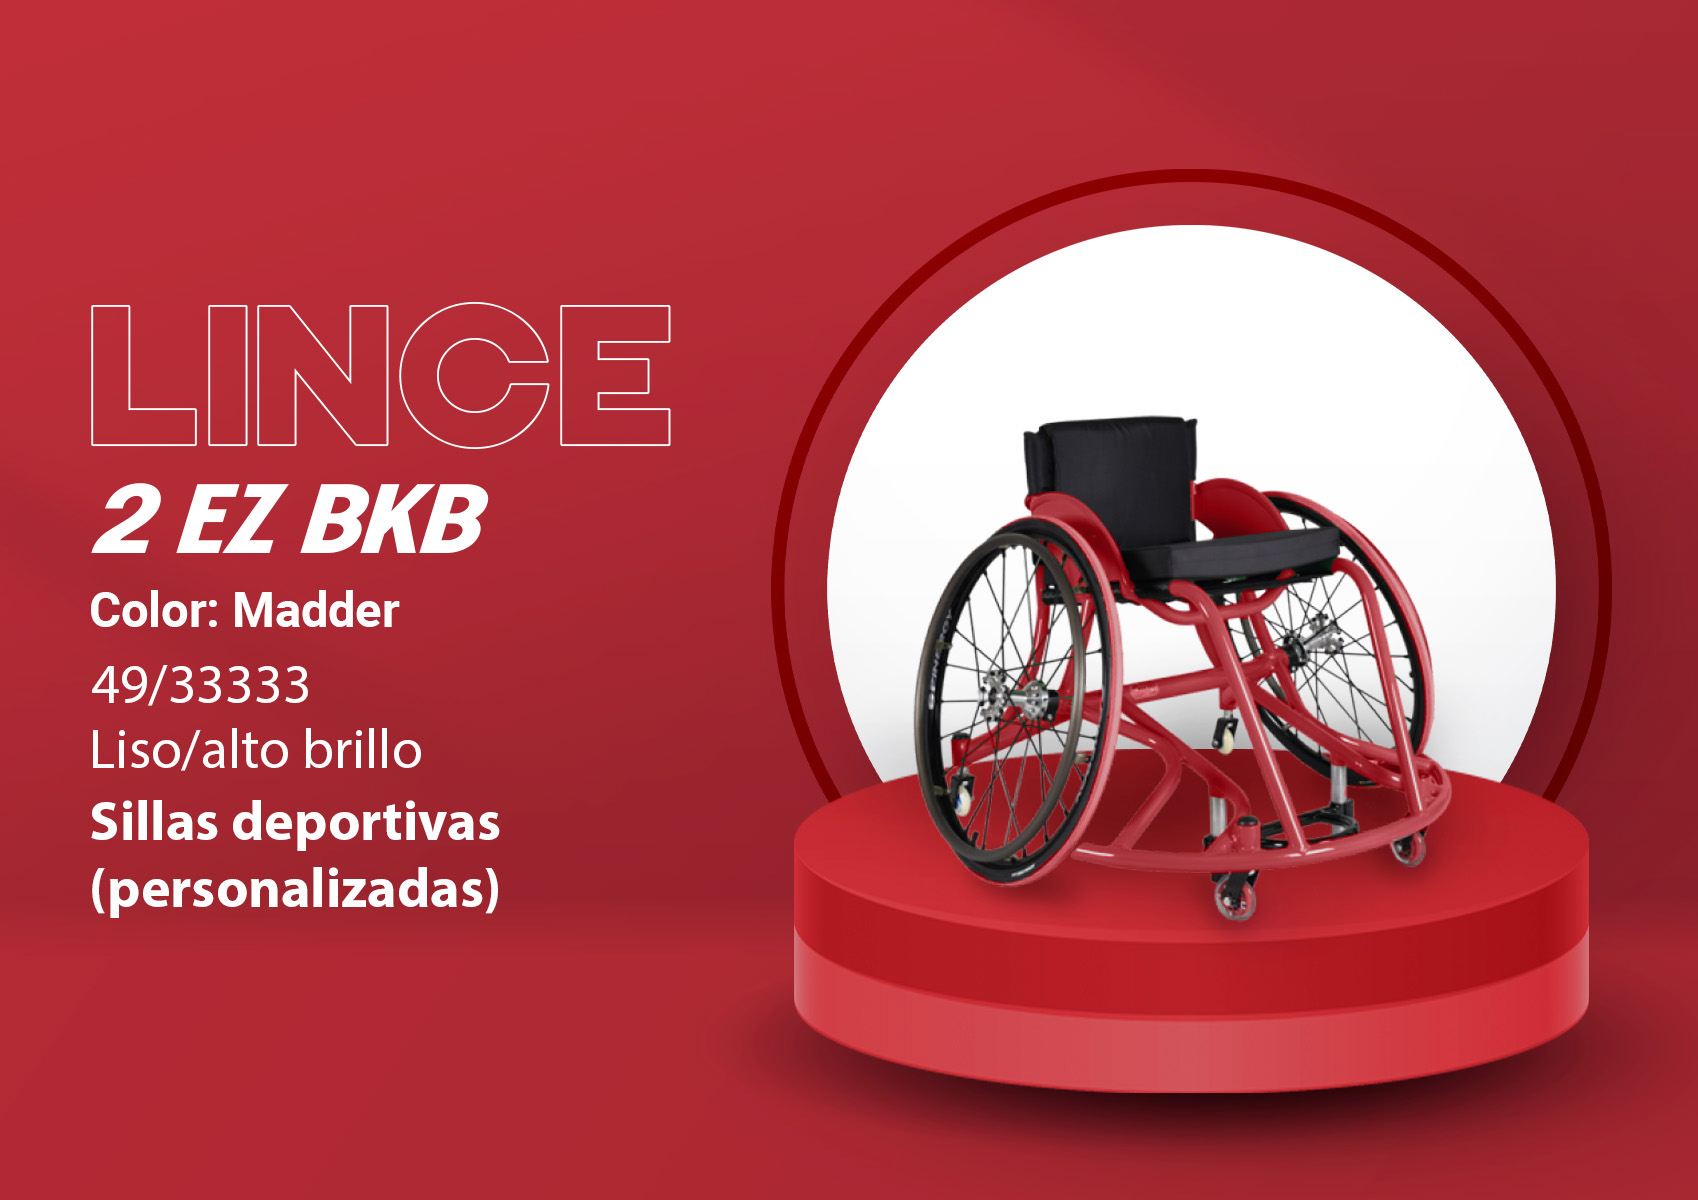 LINCE
2 EZ BKB
Color: Madder
49/33333
Liso/alto brillo
Sillas deportivas
(personalizadas)